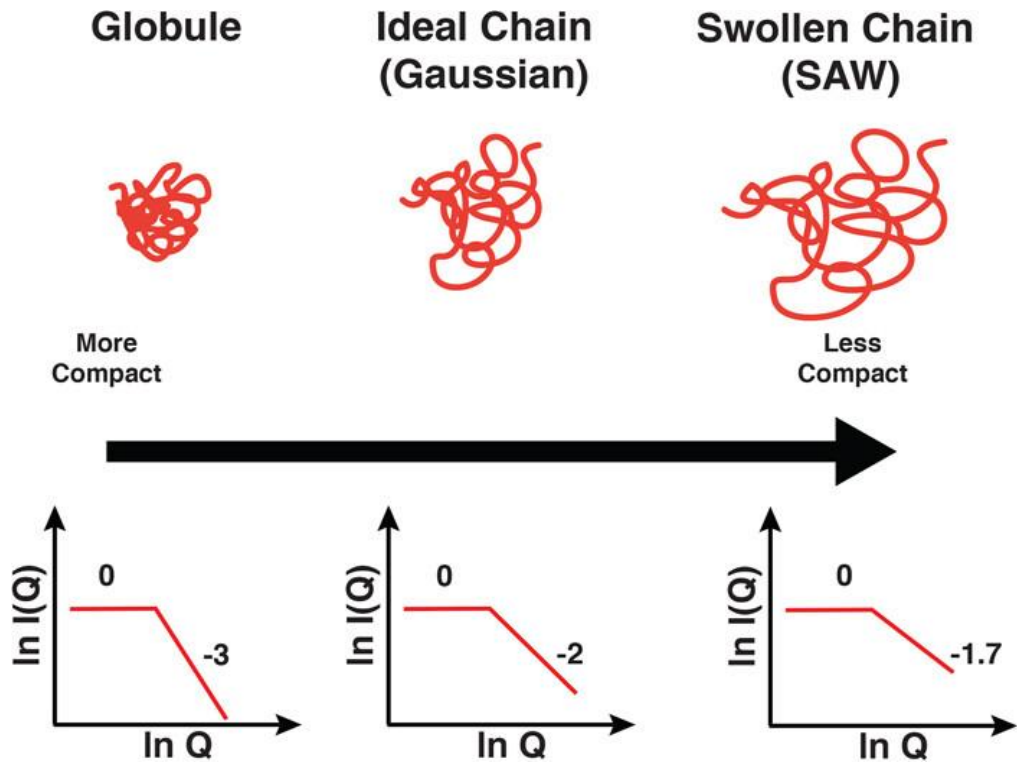 Globule
Ideal Chain
(Gaussian)
Swollen Chain
(SAW)
More
Compact
Less
Compact
ln I(Q)
0
-3
ln Q
ln I(Q)
0
-2
ln Q
ln I(Q)
0
-1.7
ln Q